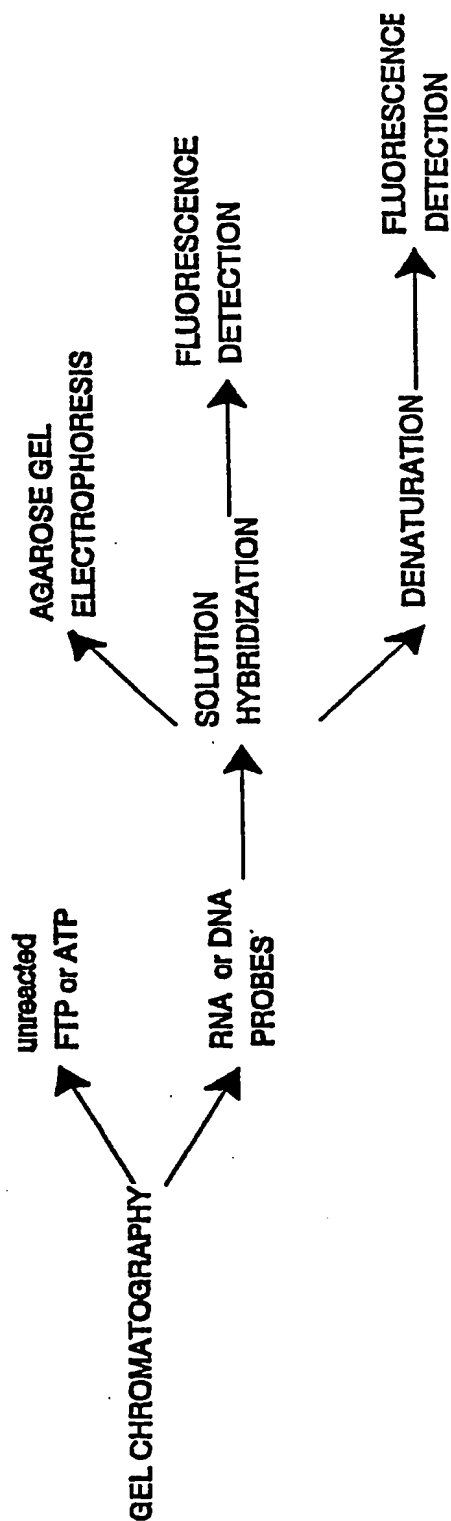 GEL CHROMATOGRAPHY
unreacted
FTP or ATP
RNA or DNA
PROBES
SOLUTION
HYBRIDIZATION
AGAROSE GEL
ELECTROPHORESIS
FLUORESCENCE
DETECTION
DENATURATION
FLUORESCENCE
DETECTION